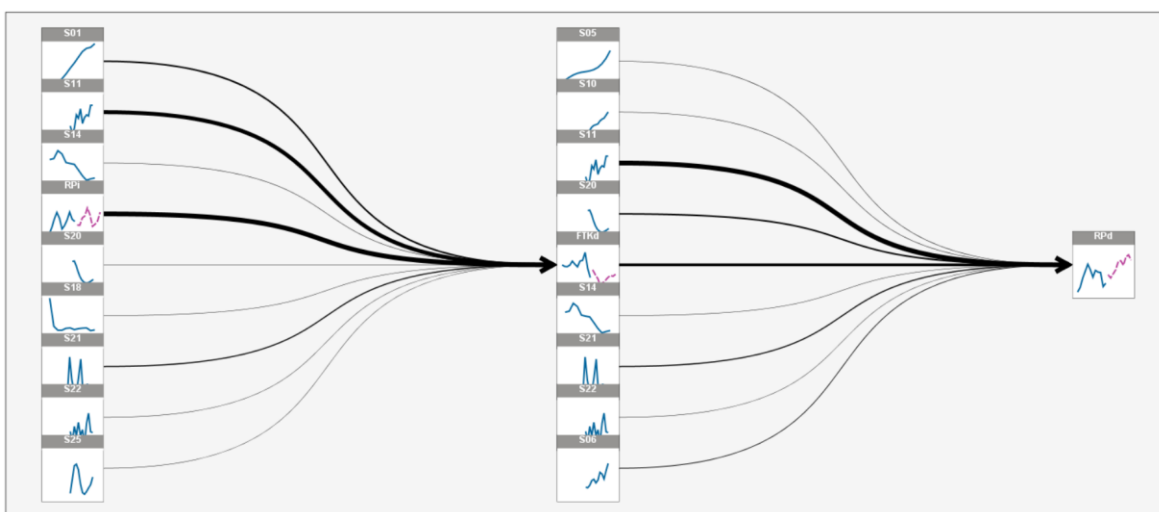 S01
S11
S14
RPi
S20
S18
S21
S22
S25
S05
S10
S11
S20
FTKd
S14
S21
S22
S06
RPd